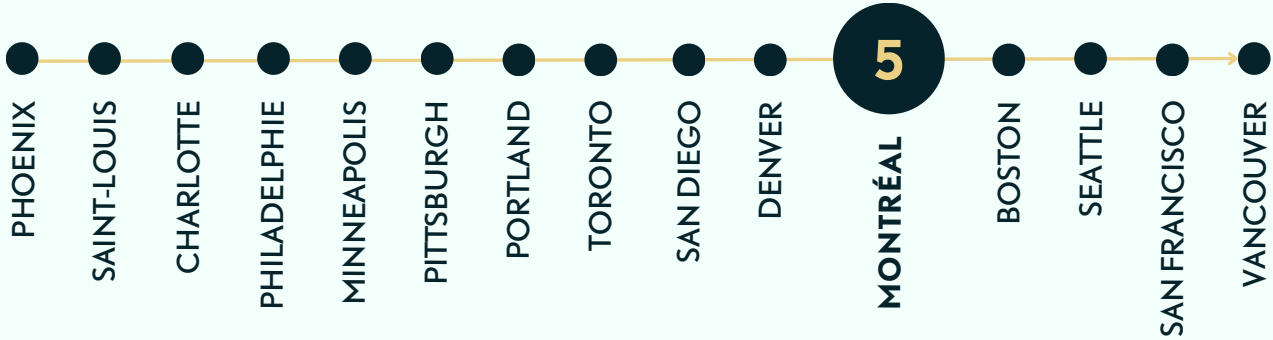 PHOENIX
SAINT-LOUIS
CHARLOTTE
PHILADELPHIE
MINNEAPOLIS
PITTSBURGH
PORTLAND
TORONTO
SAN DIEGO
DENVER
5
MONTRÉAL
BOSTON
SEATTLE
SAN FRANCISCO
VANCOUVER